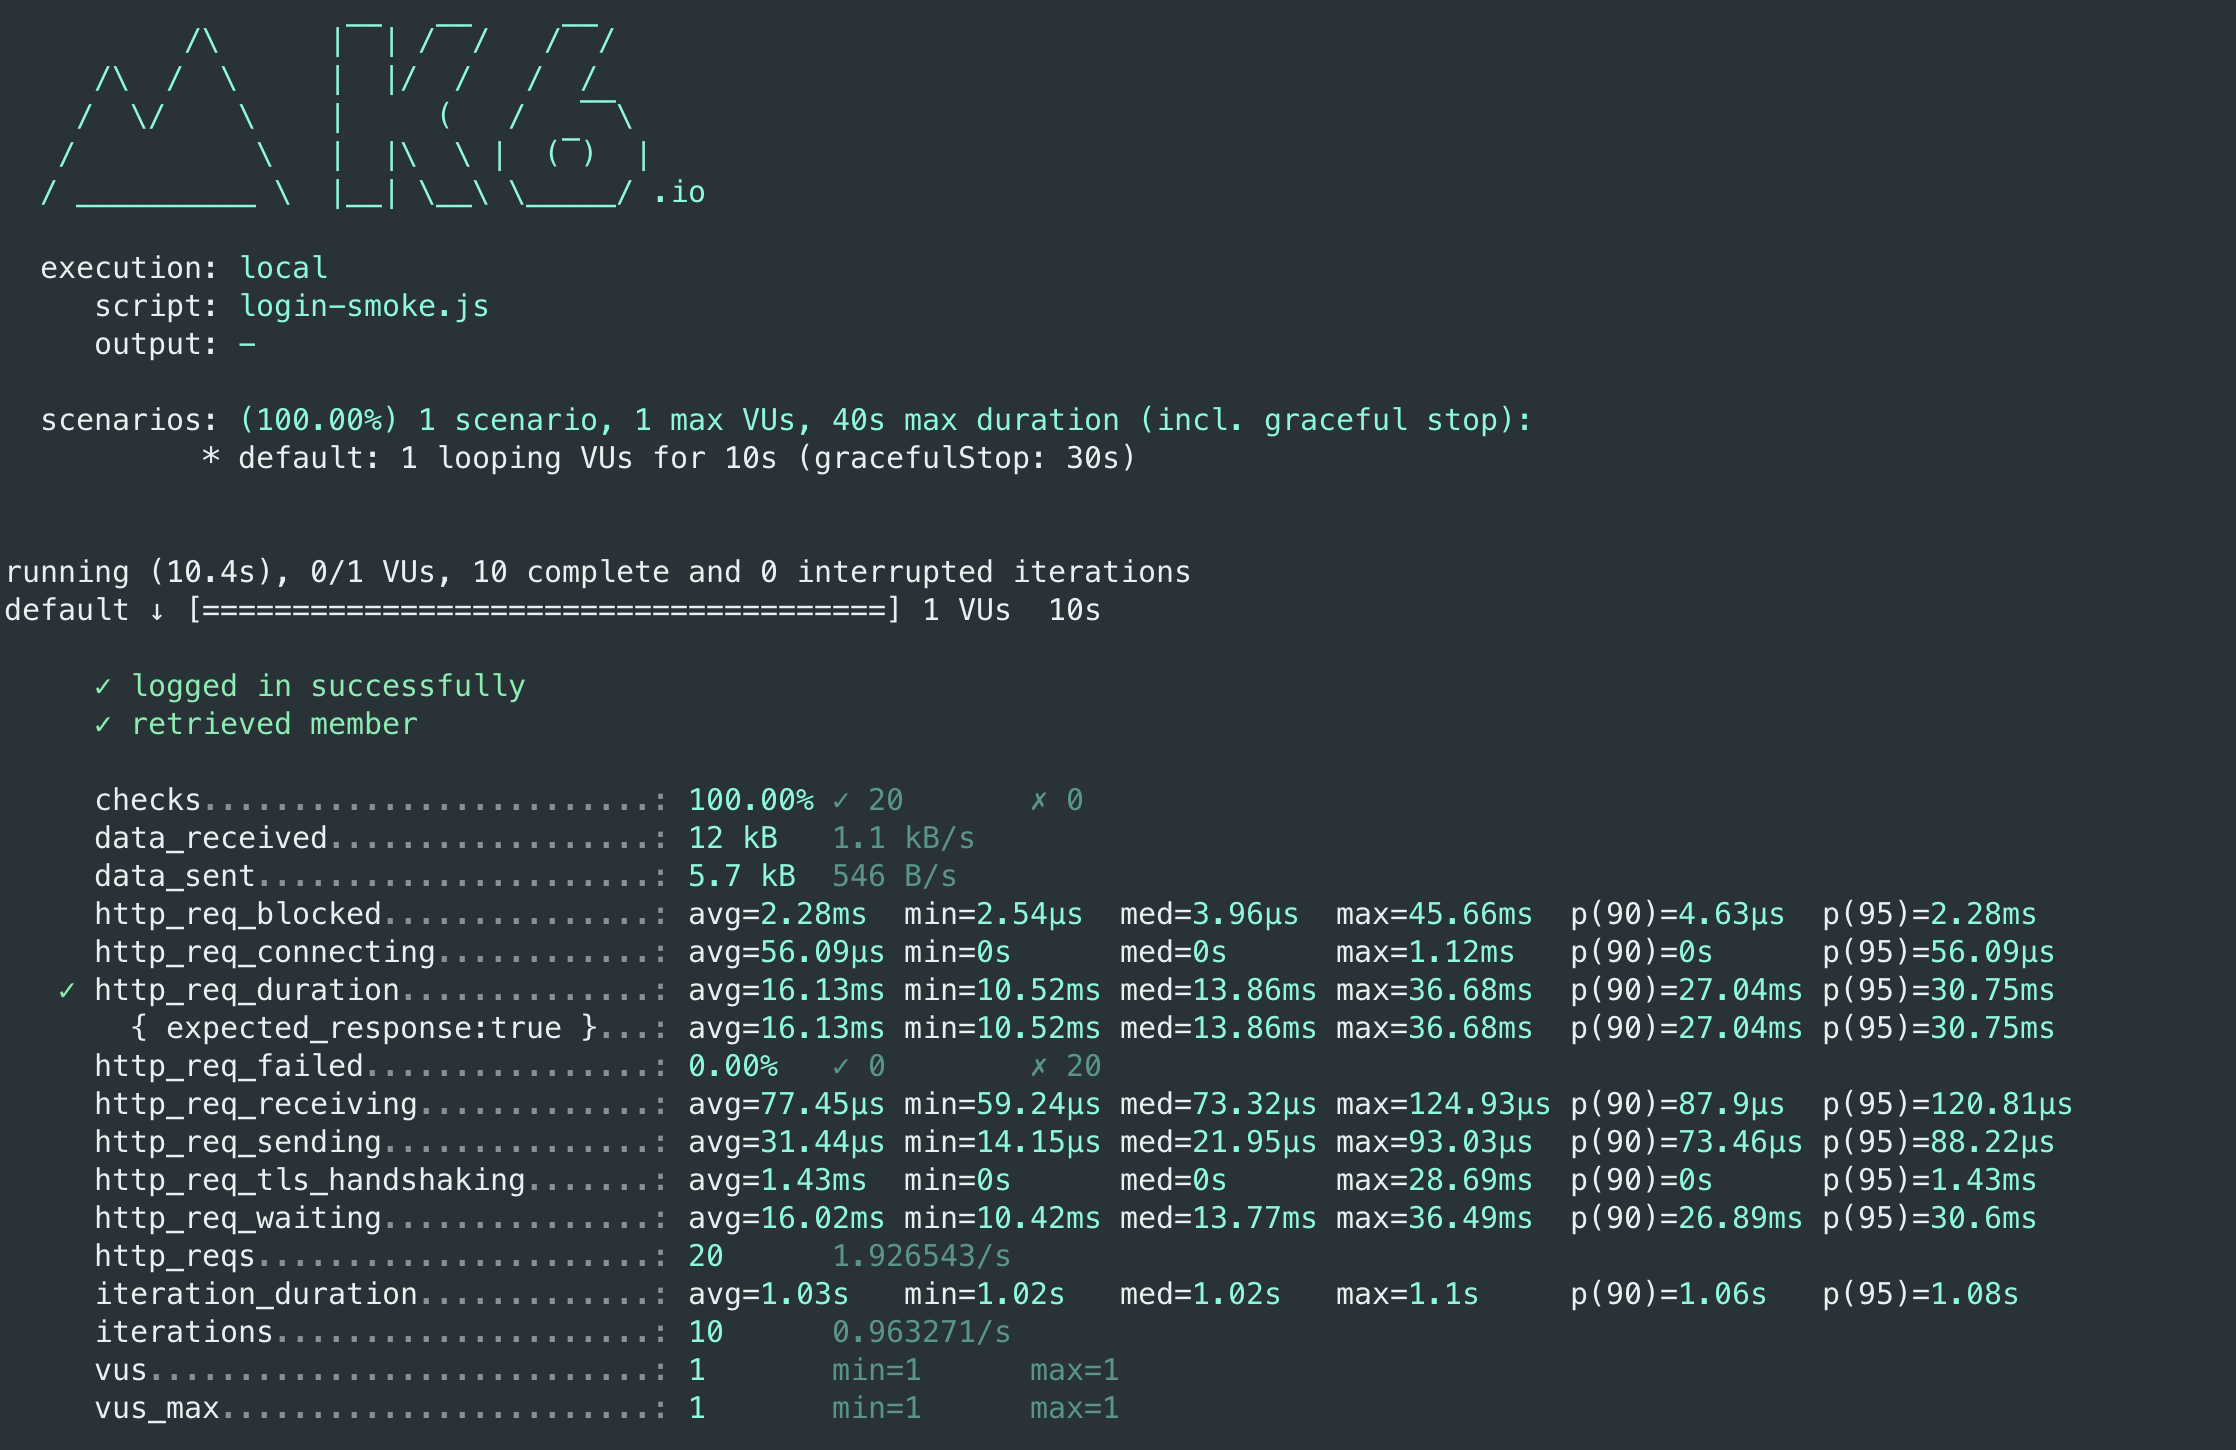 /\      |‾‾| /‾‾/   /‾‾/
     /\  /  \     |  |/  /   /  /
    /  \/    \    |     (   /   ‾‾\
   /          \   |  |\  \ |  (‾)  |
  / __________ \  |__| \__\ \_____/ .io
execution: local
script: login-smoke.js
output: -
scenarios: (100.00%) 1 scenario, 1 max VUs, 40s max duration (incl. graceful stop):
* default: 1 looping VUs for 10s (gracefulStop: 30s)
running (10.4s), 0/1 VUs, 10 complete and 0 interrupted iterations
default ↓ [======================================] 1 VUs  10s
✓ logged in successfully
✓ retrieved member
checks.........................: 100.00% ✓ 20       ✗ 0
data_received..................: 12 kB   1.1 kB/s
data_sent......................: 5.7 kB  546 B/s
http_req_blocked...............: avg=2.28ms  min=2.54µs  med=3.96µs  max=45.66ms  p(90)=4.63µs  p(95)=2.28ms
http_req_connecting............: avg=56.09µs min=0s      med=0s      max=1.12ms   p(90)=0s      p(95)=56.09µs
✓ http_req_duration..............: avg=16.13ms min=10.52ms med=13.86ms max=36.68ms  p(90)=27.04ms p(95)=30.75ms
{ expected_response:true }...: avg=16.13ms min=10.52ms med=13.86ms max=36.68ms  p(90)=27.04ms p(95)=30.75ms
http_req_failed................: 0.00%   ✓ 0        ✗ 20
http_req_receiving.............: avg=77.45µs min=59.24µs med=73.32µs max=124.93µs p(90)=87.9µs  p(95)=120.81µs
http_req_sending...............: avg=31.44µs min=14.15µs med=21.95µs max=93.03µs  p(90)=73.46µs p(95)=88.22µs
http_req_tls_handshaking.......: avg=1.43ms  min=0s      med=0s      max=28.69ms  p(90)=0s      p(95)=1.43ms
http_req_waiting...............: avg=16.02ms min=10.42ms med=13.77ms max=36.49ms  p(90)=26.89ms p(95)=30.6ms
http_reqs......................: 20      1.926543/s
iteration_duration.............: avg=1.03s   min=1.02s   med=1.02s   max=1.1s     p(90)=1.06s   p(95)=1.08s
iterations.....................: 10      0.963271/s
vus............................: 1       min=1      max=1
vus_max........................: 1       min=1      max=1